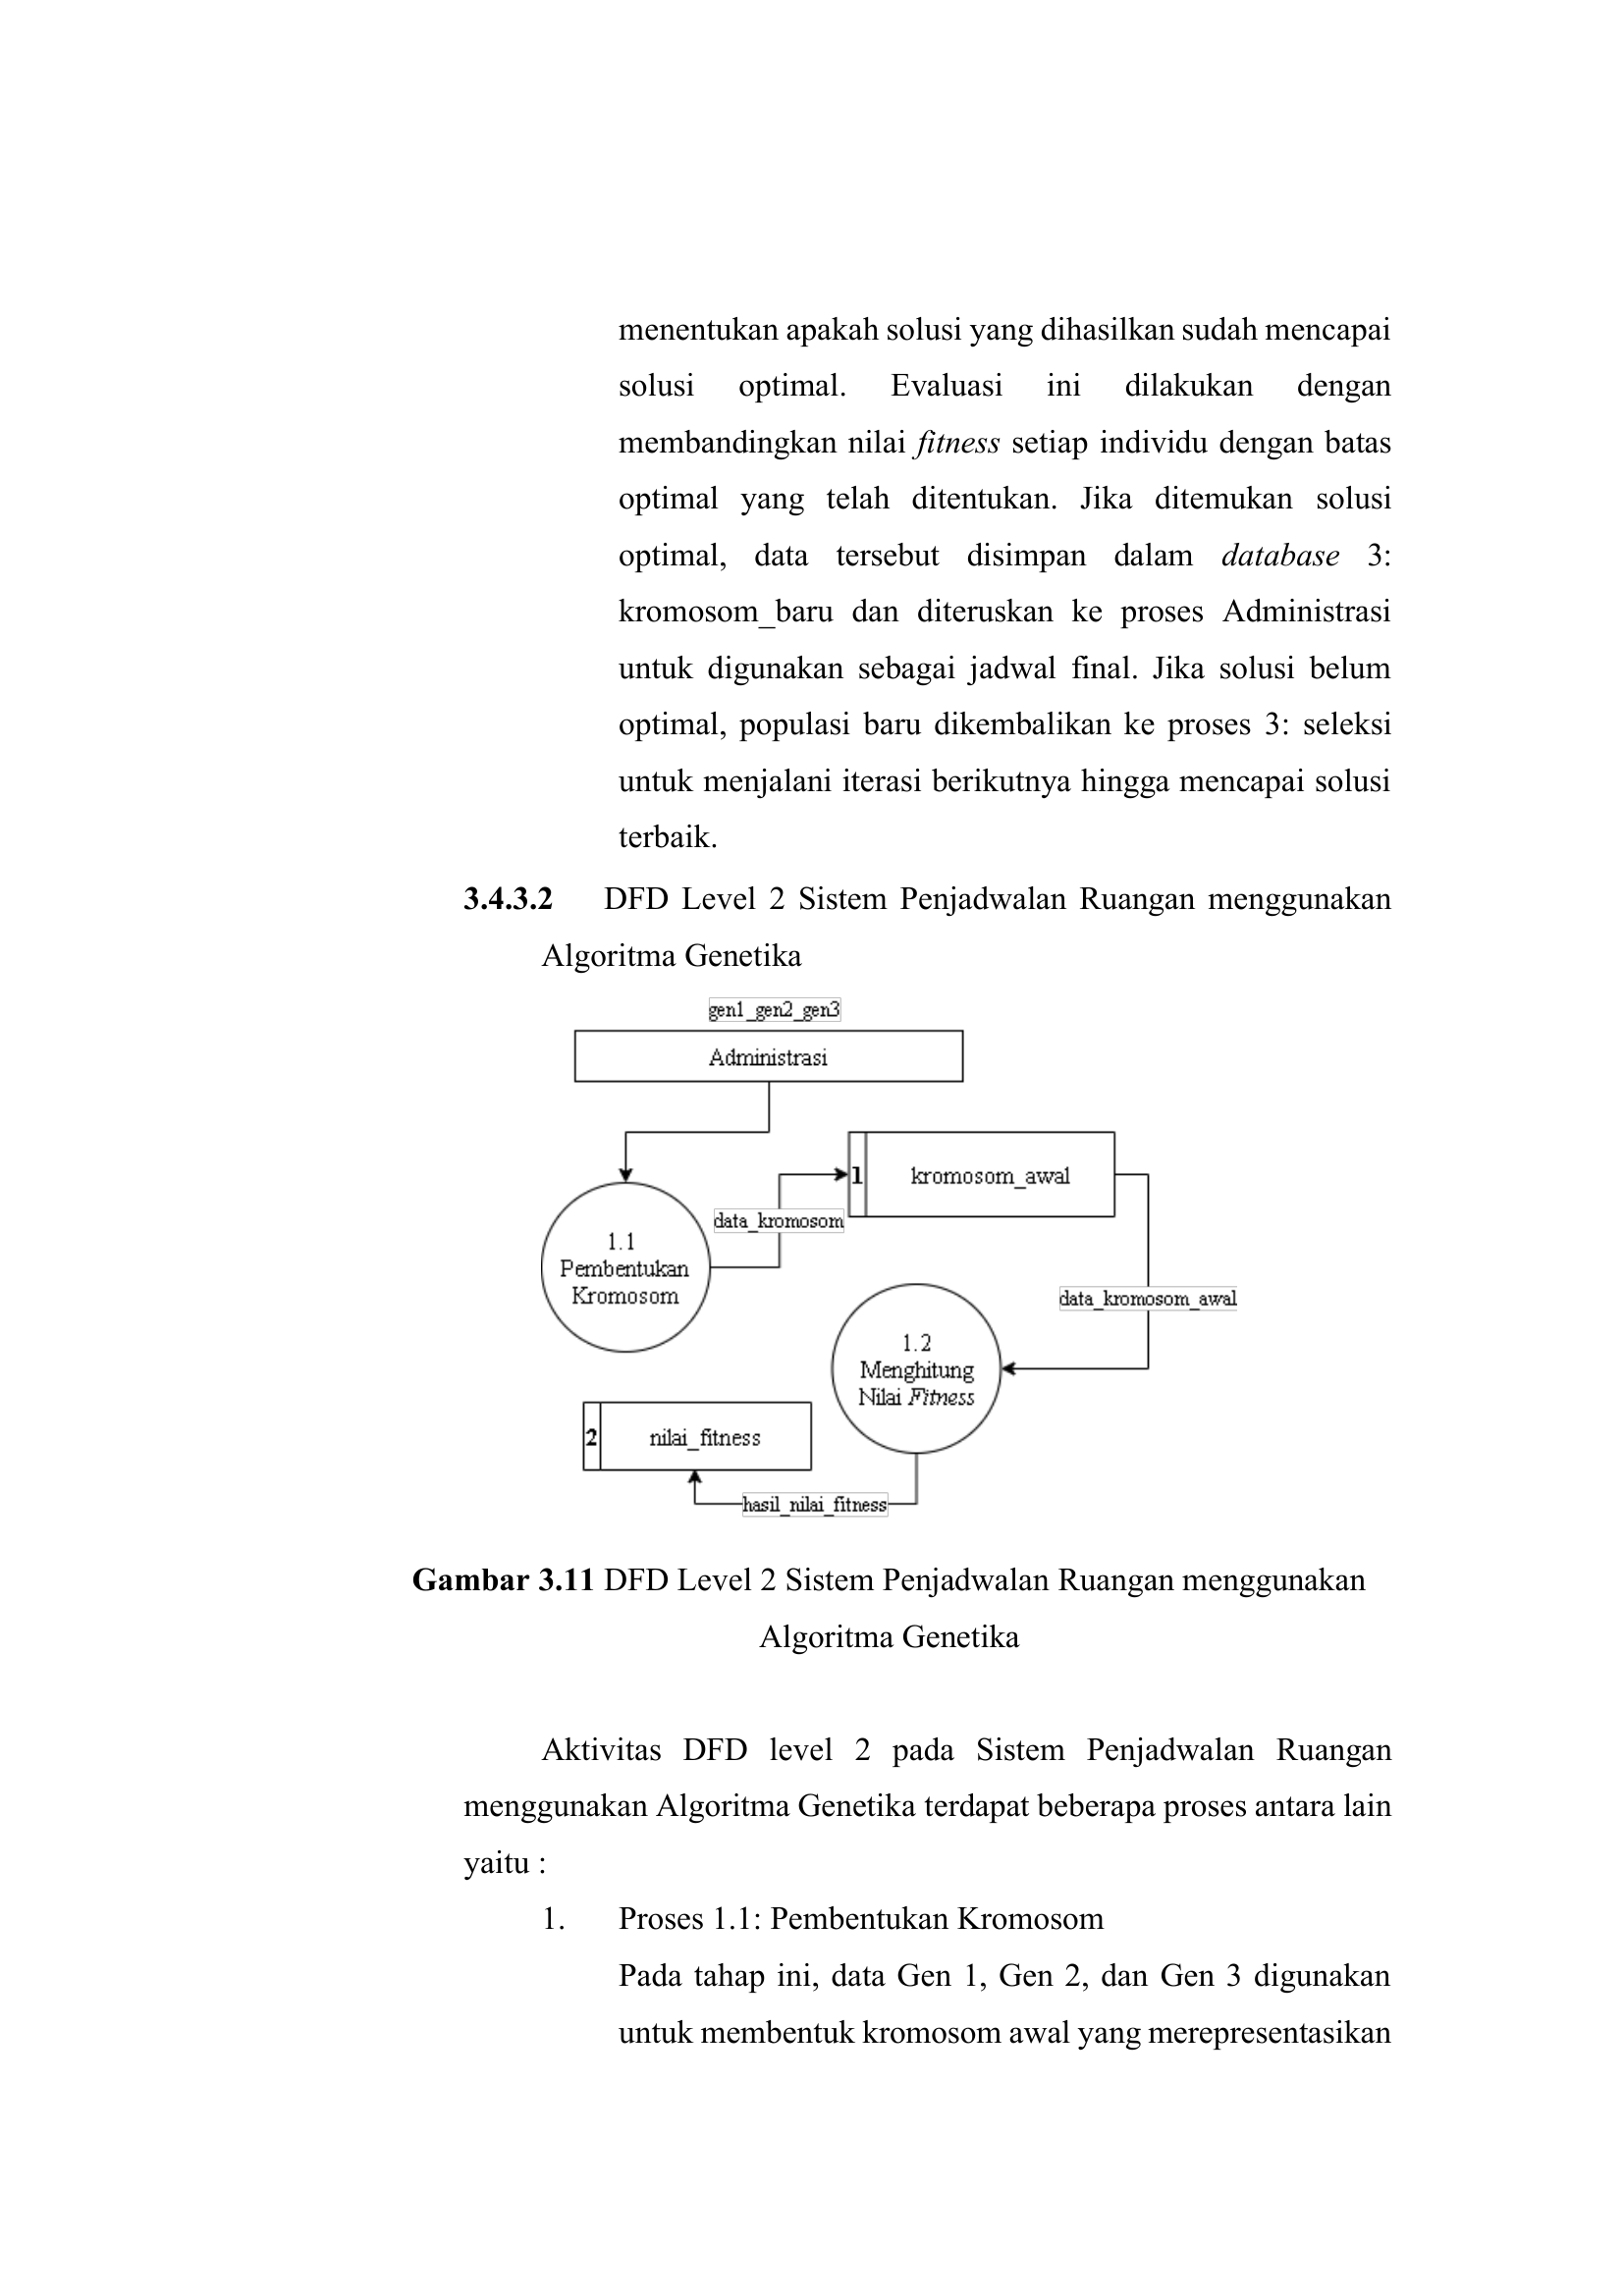 menentukan apakah solusi yang dihasilkan sudah mencapai
solusi optimal. Evaluasi ini dilakukan dengan
membandingkan nilai fitness setiap individu dengan batas
optimal yang telah ditentukan. Jika ditemukan solusi
optimal, data tersebut disimpan dalam database 3:
kromosom_baru dan diteruskan ke proses Administrasi
untuk digunakan sebagai jadwal final. Jika solusi belum
optimal, populasi baru dikembalikan ke proses 3: seleksi
untuk menjalani iterasi berikutnya hingga mencapai solusi
terbaik.
3.4.3.2 DFD Level 2 Sistem Penjadwalan Ruangan menggunakan
Algoritma Genetika
gen1_gen2_gen3
Administrasi
1 kromosom_awal
data_kromosom
1.1
Pembentukan
Kromosom
data_kromosom_awal
1.2
Menghitung
Nilai Fitness
2 nilai_fitness
hasil_nilai_fitness
Gambar 3.11 DFD Level 2 Sistem Penjadwalan Ruangan menggunakan
Algoritma Genetika
Aktivitas DFD level 2 pada Sistem Penjadwalan Ruangan
menggunakan Algoritma Genetika terdapat beberapa proses antara lain
yaitu :
1. Proses 1.1: Pembentukan Kromosom
Pada tahap ini, data Gen 1, Gen 2, dan Gen 3 digunakan
untuk membentuk kromosom awal yang merepresentasikan